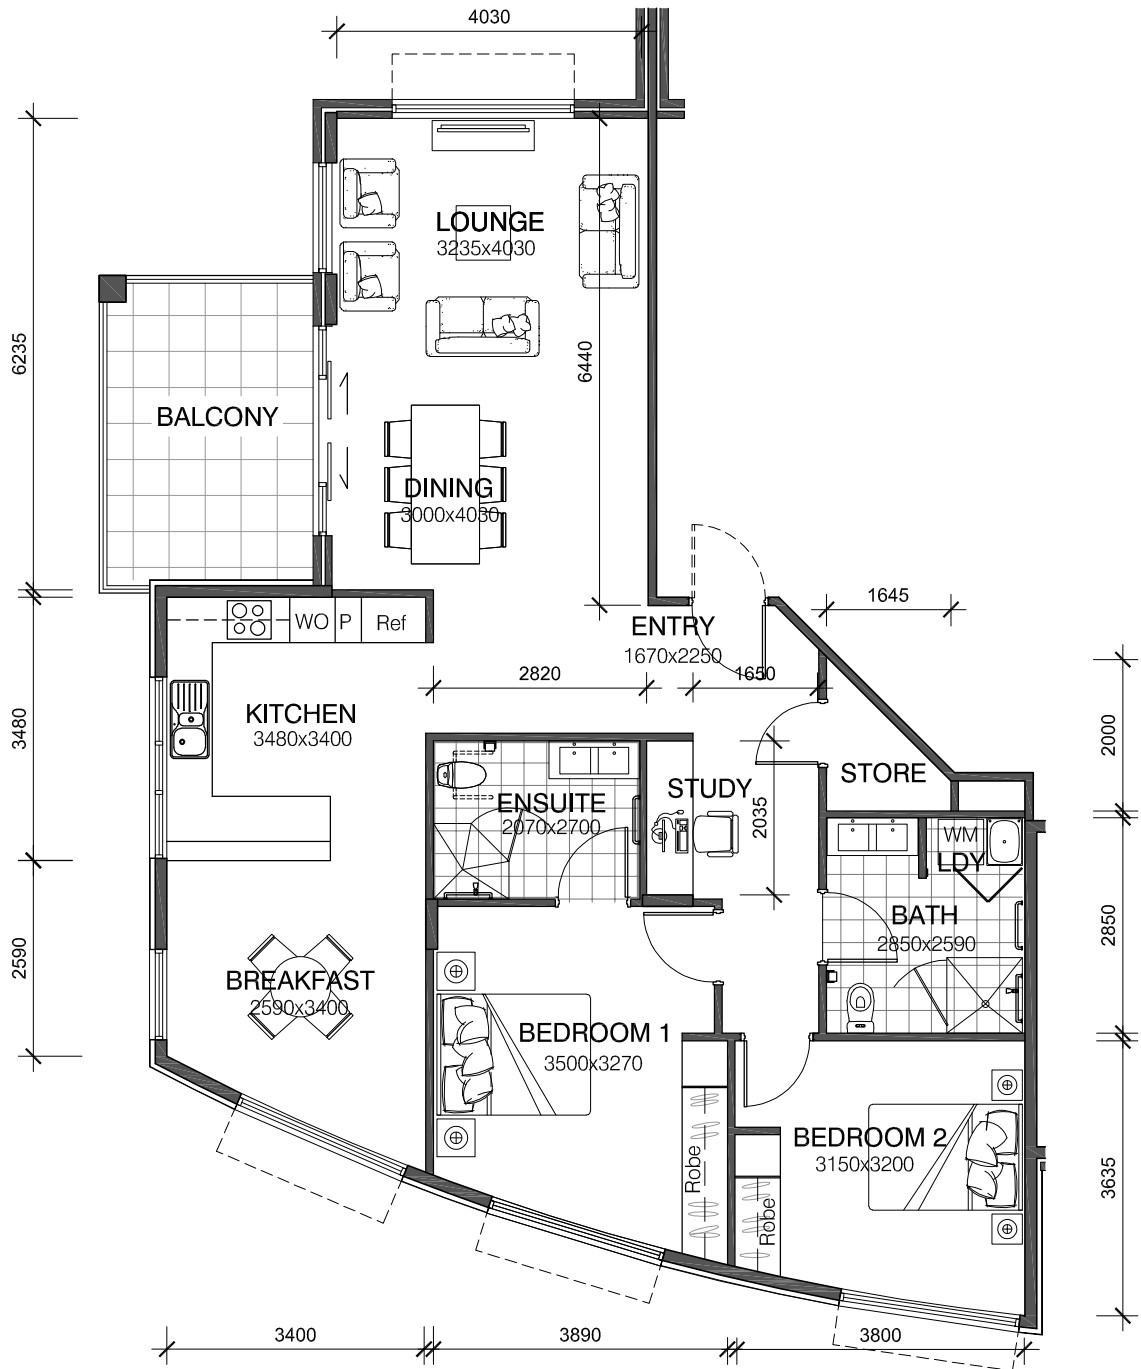 4030
LOUNGE
3235x4030
6235
6440
BALCONY
DINING
3000x4030
1645
WO
P
Ref
ENTRY
1670x2250
2820
1650
3480
KITCHEN
3480x3400
2000
STORE
STUDY
ENSUITE
2070x2700
2035
WM
LDY
BATH
2850x2590
2850
2590
BREAKFAST
2590x3400
BEDROOM 1
3500x3270
BEDROOM 2
3150x3200
Robe
Robe
3635
3400
3890
3800